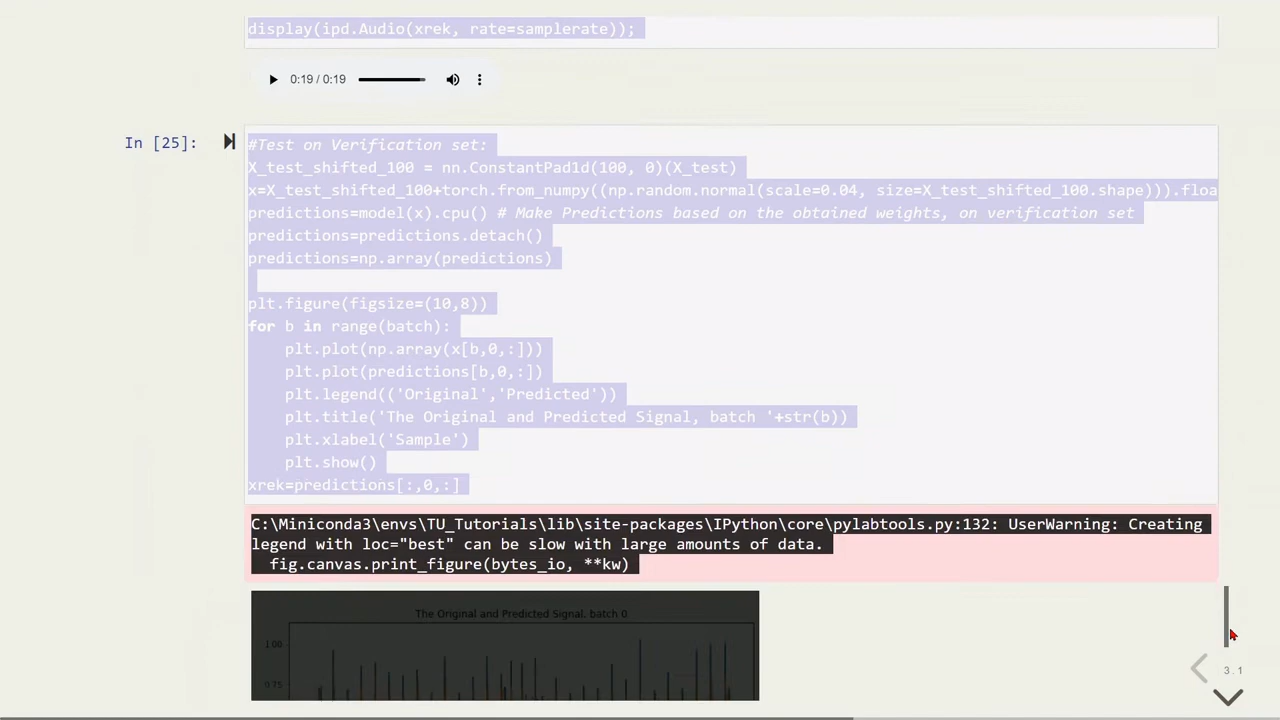 display(ipd.Audio(xrek, rate=samplerate));
0:19 / 0:19
In [25]:
#Test on Verification set:
X_test_shifted_100 = nn.ConstantPad1d(100, 0)(X_test)
x=X_test_shifted_100+torch.from_numpy((np.random.normal(scale=0.04, size=X_test_shifted_100.shape))).floa
predictions=model(x).cpu() # Make Predictions based on the obtained weights, on verification set
predictions=predictions.detach()
predictions=np.array(predictions)
plt.figure(figsize=(10,8))
for b in range(batch):
    plt.plot(np.array(x[b,0,:]))
    plt.plot(predictions[b,0,:])
    plt.legend(('Original','Predicted'))
    plt.title('The Original and Predicted Signal, batch '+str(b))
    plt.xlabel('Sample')
    plt.show()
xrek=predictions[:,0,:]
C:\Miniconda3\envs\TU_Tutorials\lib\site-packages\IPython\core\pylabtools.py:132: UserWarning: Creating
legend with loc="best" can be slow with large amounts of data.
  fig.canvas.print_figure(bytes_io, **kw)
The Original and Predicted Signal, batch 0
1.00
0.75
3.1